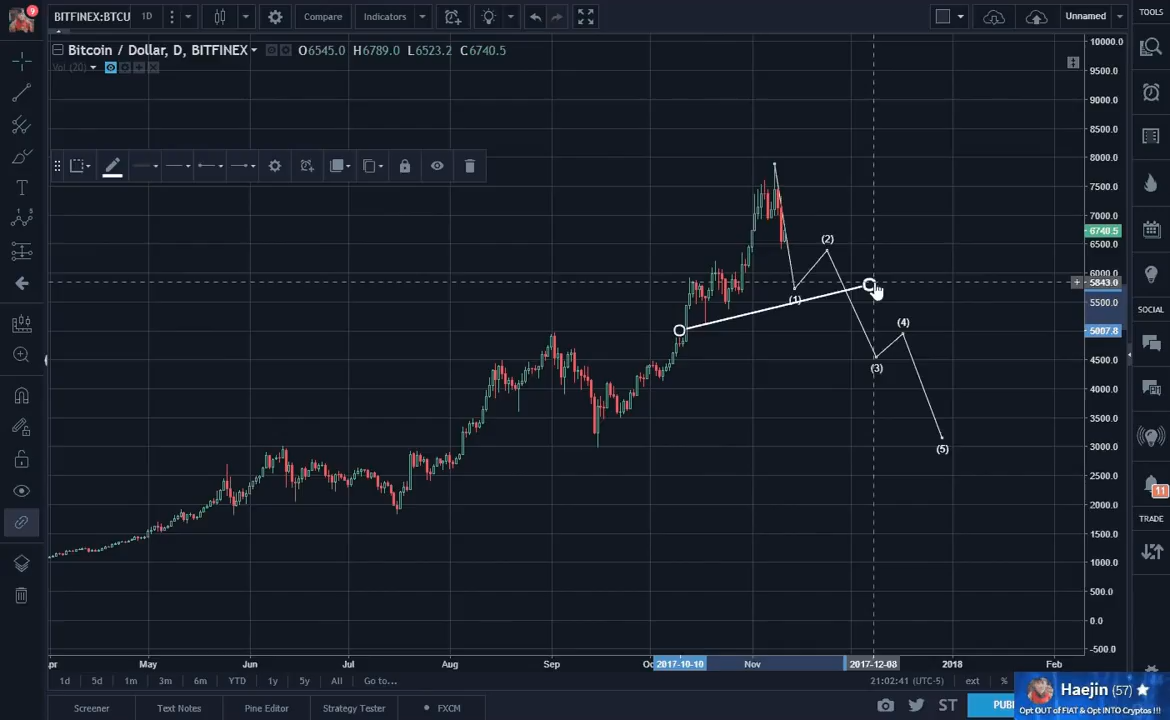 9
BITFINEX:BTCU
1D
Compare
Indicators
Unnamed
TOOLS
Bitcoin / Dollar, D, BITFINEX
O6545.0 H6789.0 L6523.2 C6740.5
Vol (20)
10000.0
9500.0
9000.0
8500.0
8000.0
7500.0
7000.0
6740.5
6500.0
6000.0
5843.0
5500.0
5007.8
4500.0
4000.0
3500.0
3000.0
2500.0
2000.0
1500.0
1000.0
500.0
0.0
-500.0
(1)
(2)
(3)
(4)
(5)
SOCIAL
11
TRADE
May
Jun
Jul
Aug
Sep
2017-10-10
Nov
2017-12-08
2018
Feb
1d 5d 1m 3m 6m YTD 1y 5y All Go to...
21:02:41 (UTC-5)
ext
%
Screener
Text Notes
Pine Editor
Strategy Tester
FXCM
ST
Haejin (57)
Opt OUT of FIAT & Opt INTO Cryptos !!!